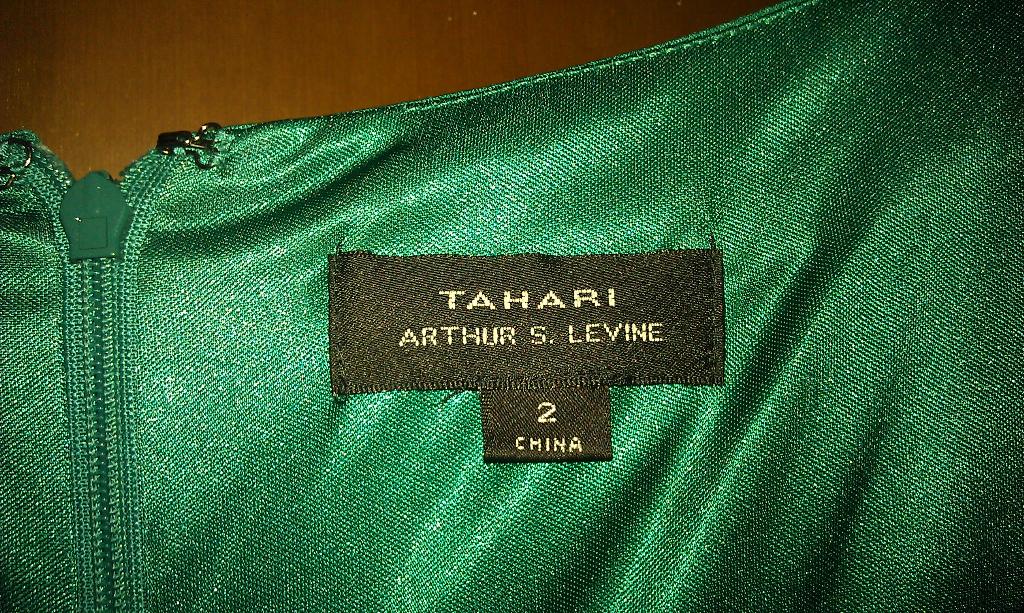 TAHARI
ARTHUR S. LEVINE
2
CHINA